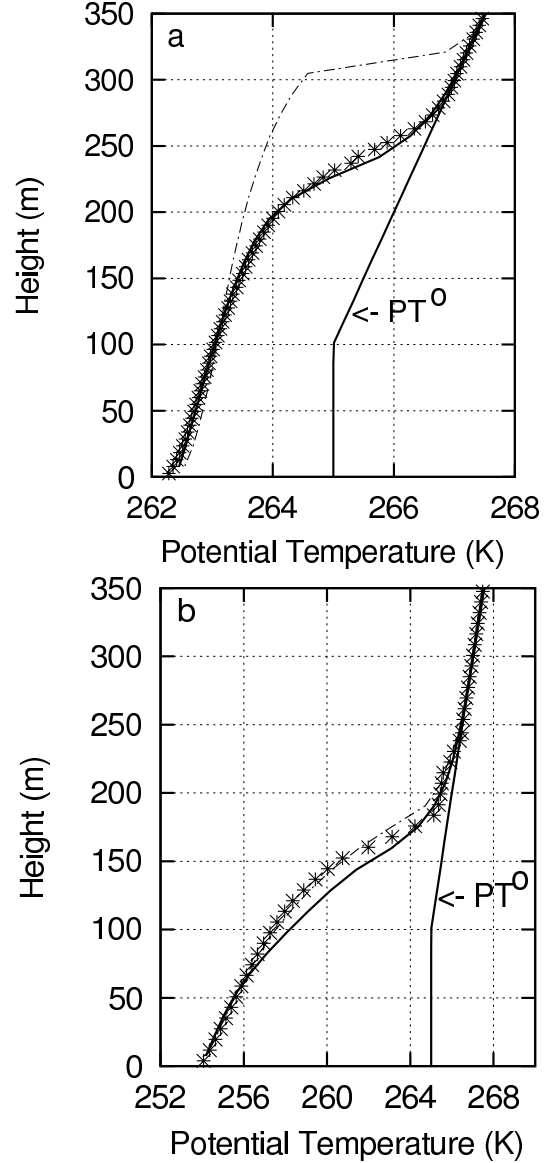 a
350
300
250
200
150
100
50
0
Height (m)
<- PT^o
262 264 266 268
Potential Temperature (K)
b
350
300
250
200
150
100
50
0
Height (m)
<- PT^o
252 256 260 264 268
Potential Temperature (K)